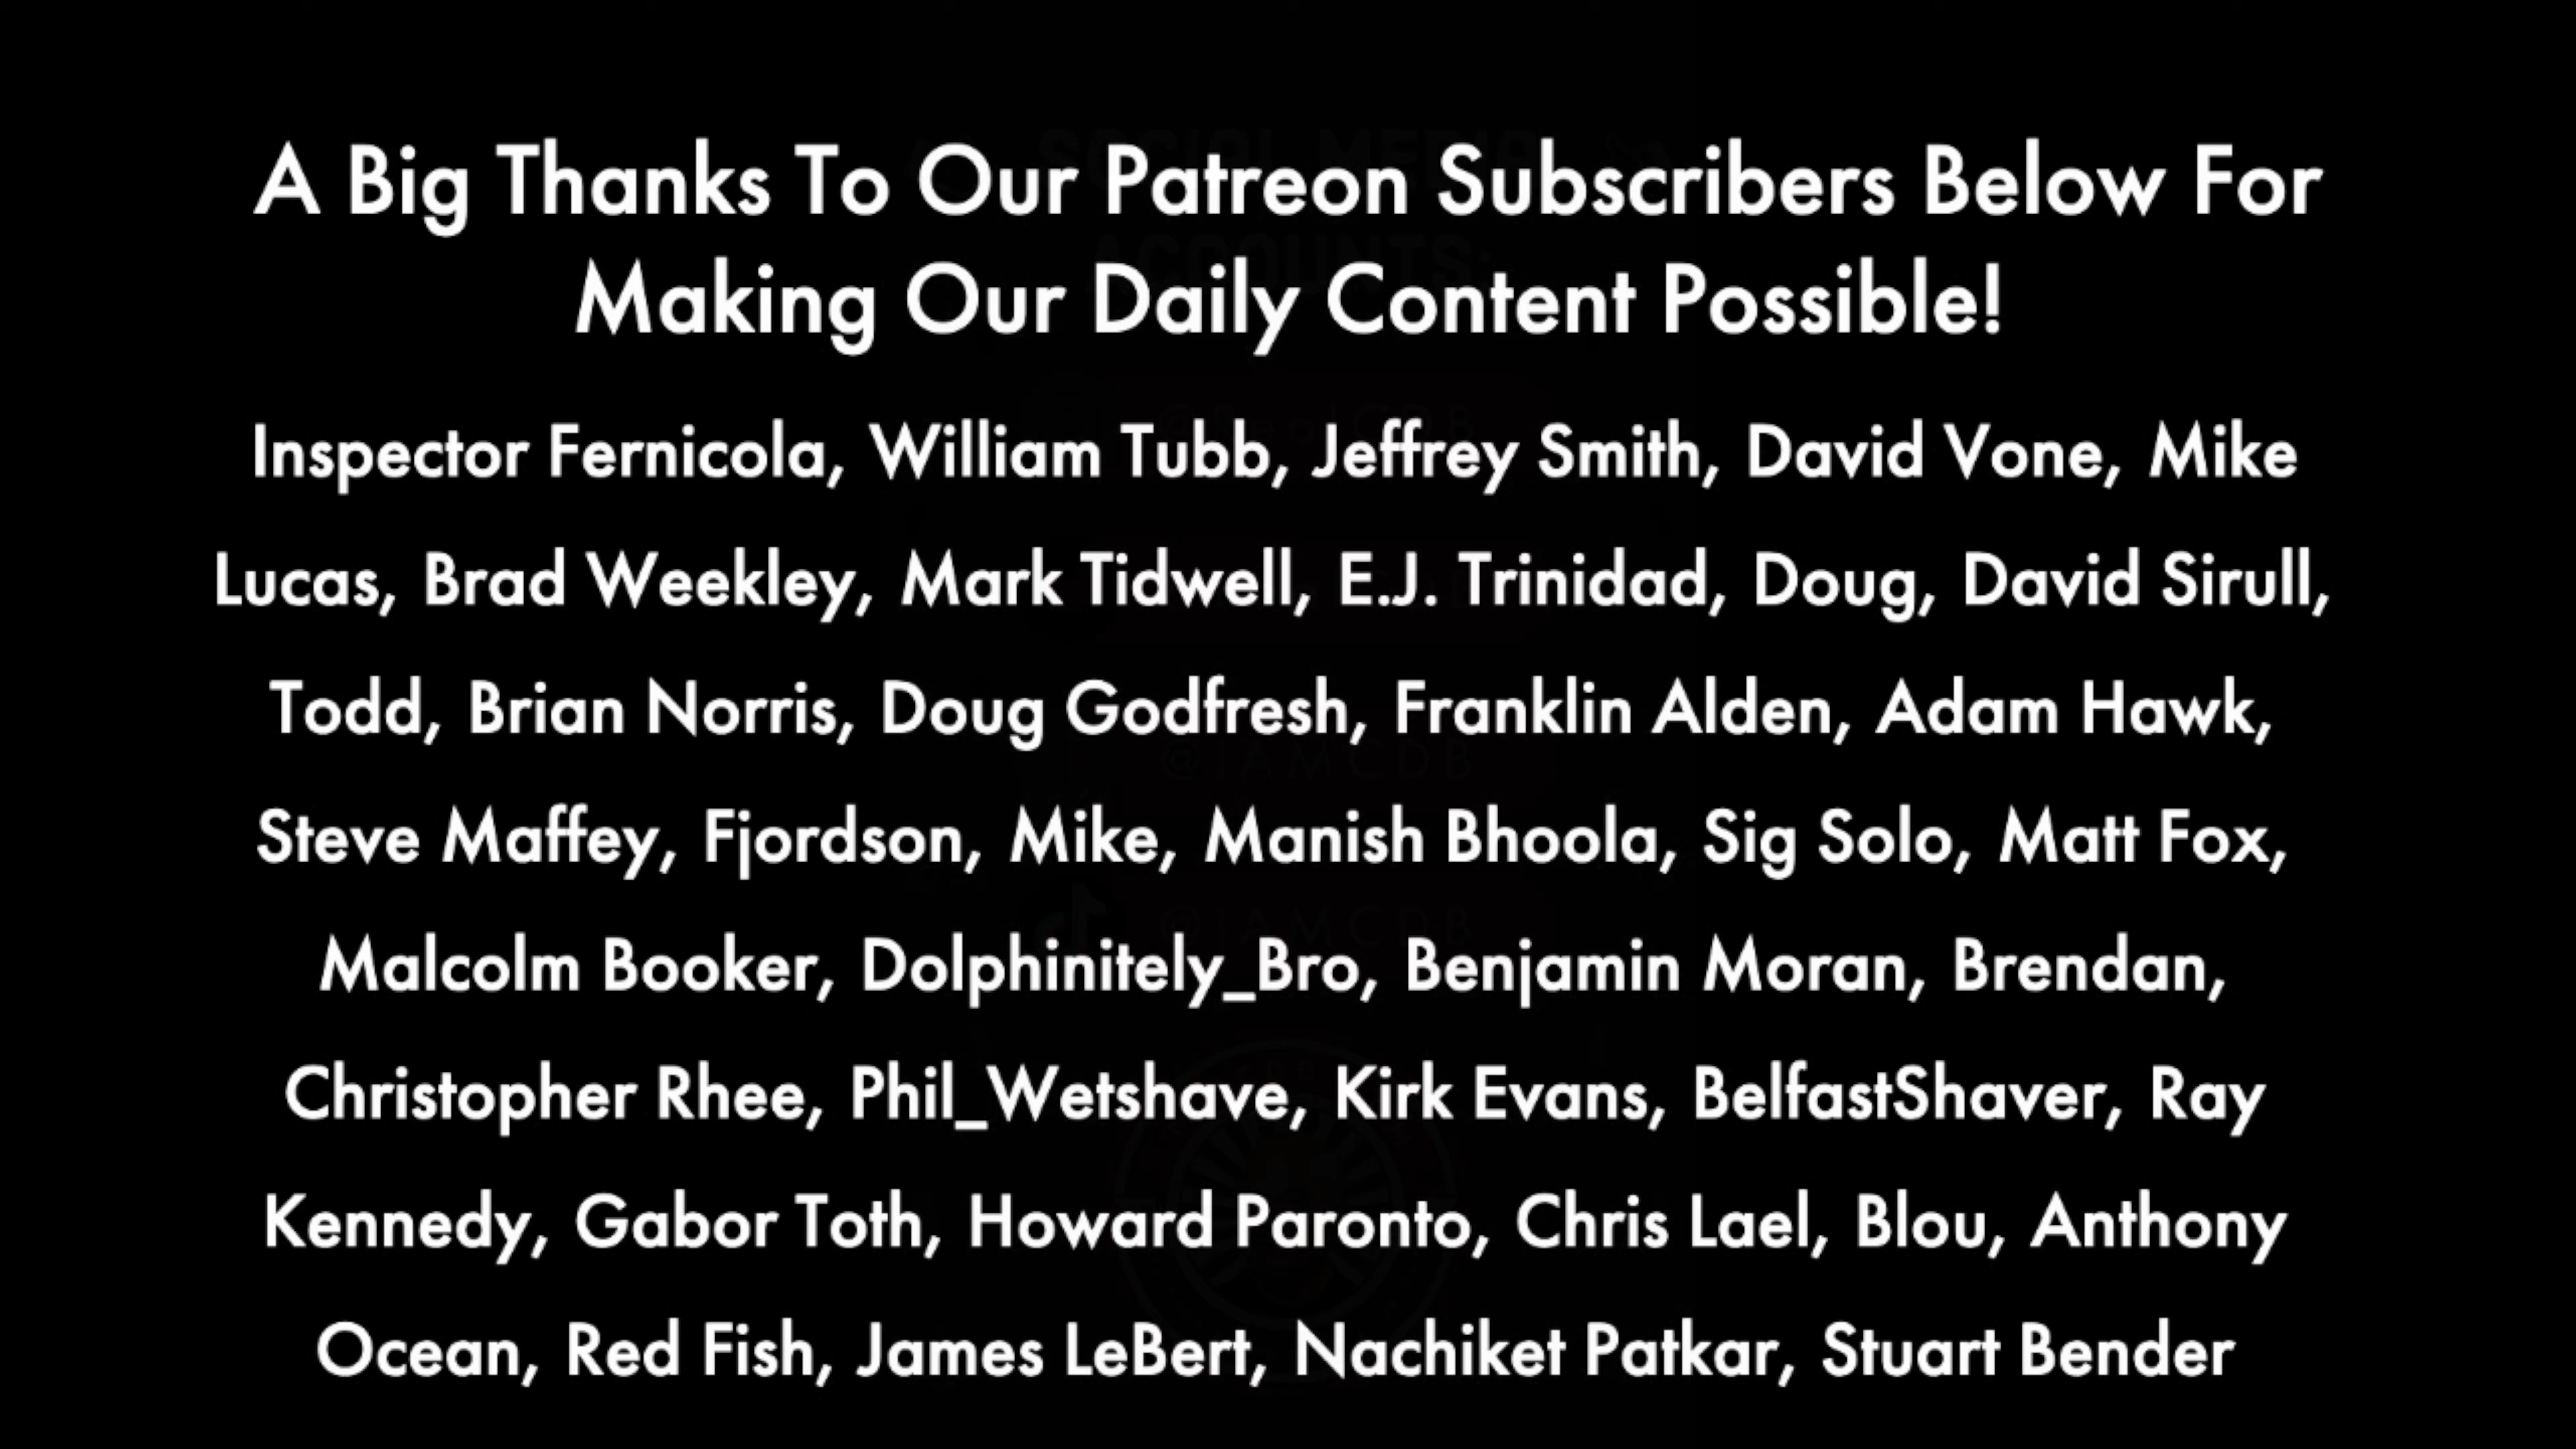 A Big Thanks To Our Patreon Subscribers Below For
Making Our Daily Content Possible!
Inspector Fernicola, William Tubb, Jeffrey Smith, David Vone, Mike
Lucas, Brad Weekley, Mark Tidwell, E.J. Trinidad, Doug, David Sirull,
Todd, Brian Norris, Doug Godfresh, Franklin Alden, Adam Hawk,
Steve Maffey, Fjordson, Mike, Manish Bhoola, Sig Solo, Matt Fox,
Malcolm Booker, Dolphinitely_Bro, Benjamin Moran, Brendan,
Christopher Rhee, Phil_Wetshave, Kirk Evans, BelfastShaver, Ray
Kennedy, Gabor Toth, Howard Paronto, Chris Lael, Blou, Anthony
Ocean, Red Fish, James LeBert, Nachiket Patkar, Stuart Bender